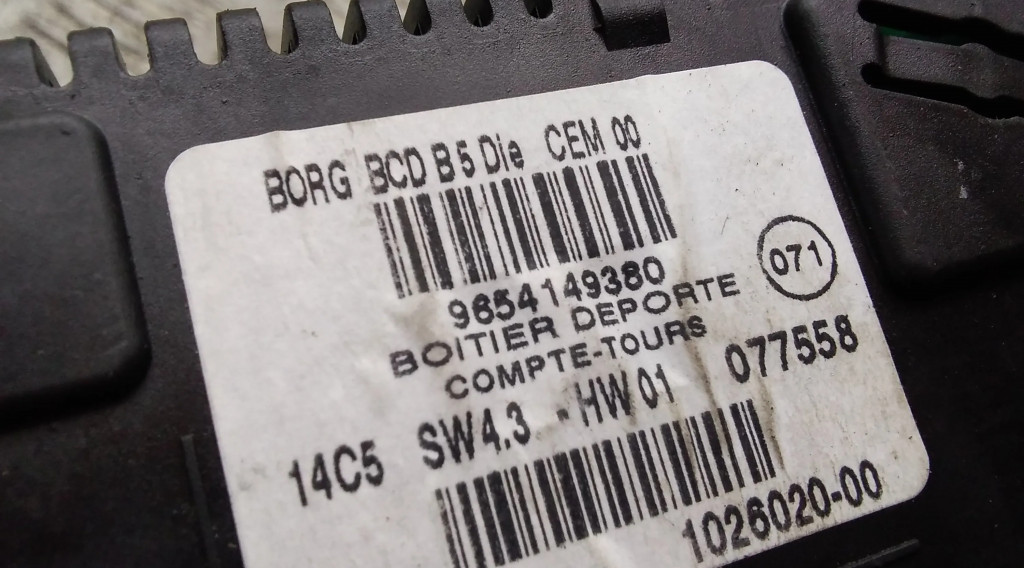 BORG BCD B5 Die CEM 00
9654149380
BOITIER DEPORTE
COMPTE-TOURS
071
14C5 SW4.3 - HW 01 077558
1026020-00